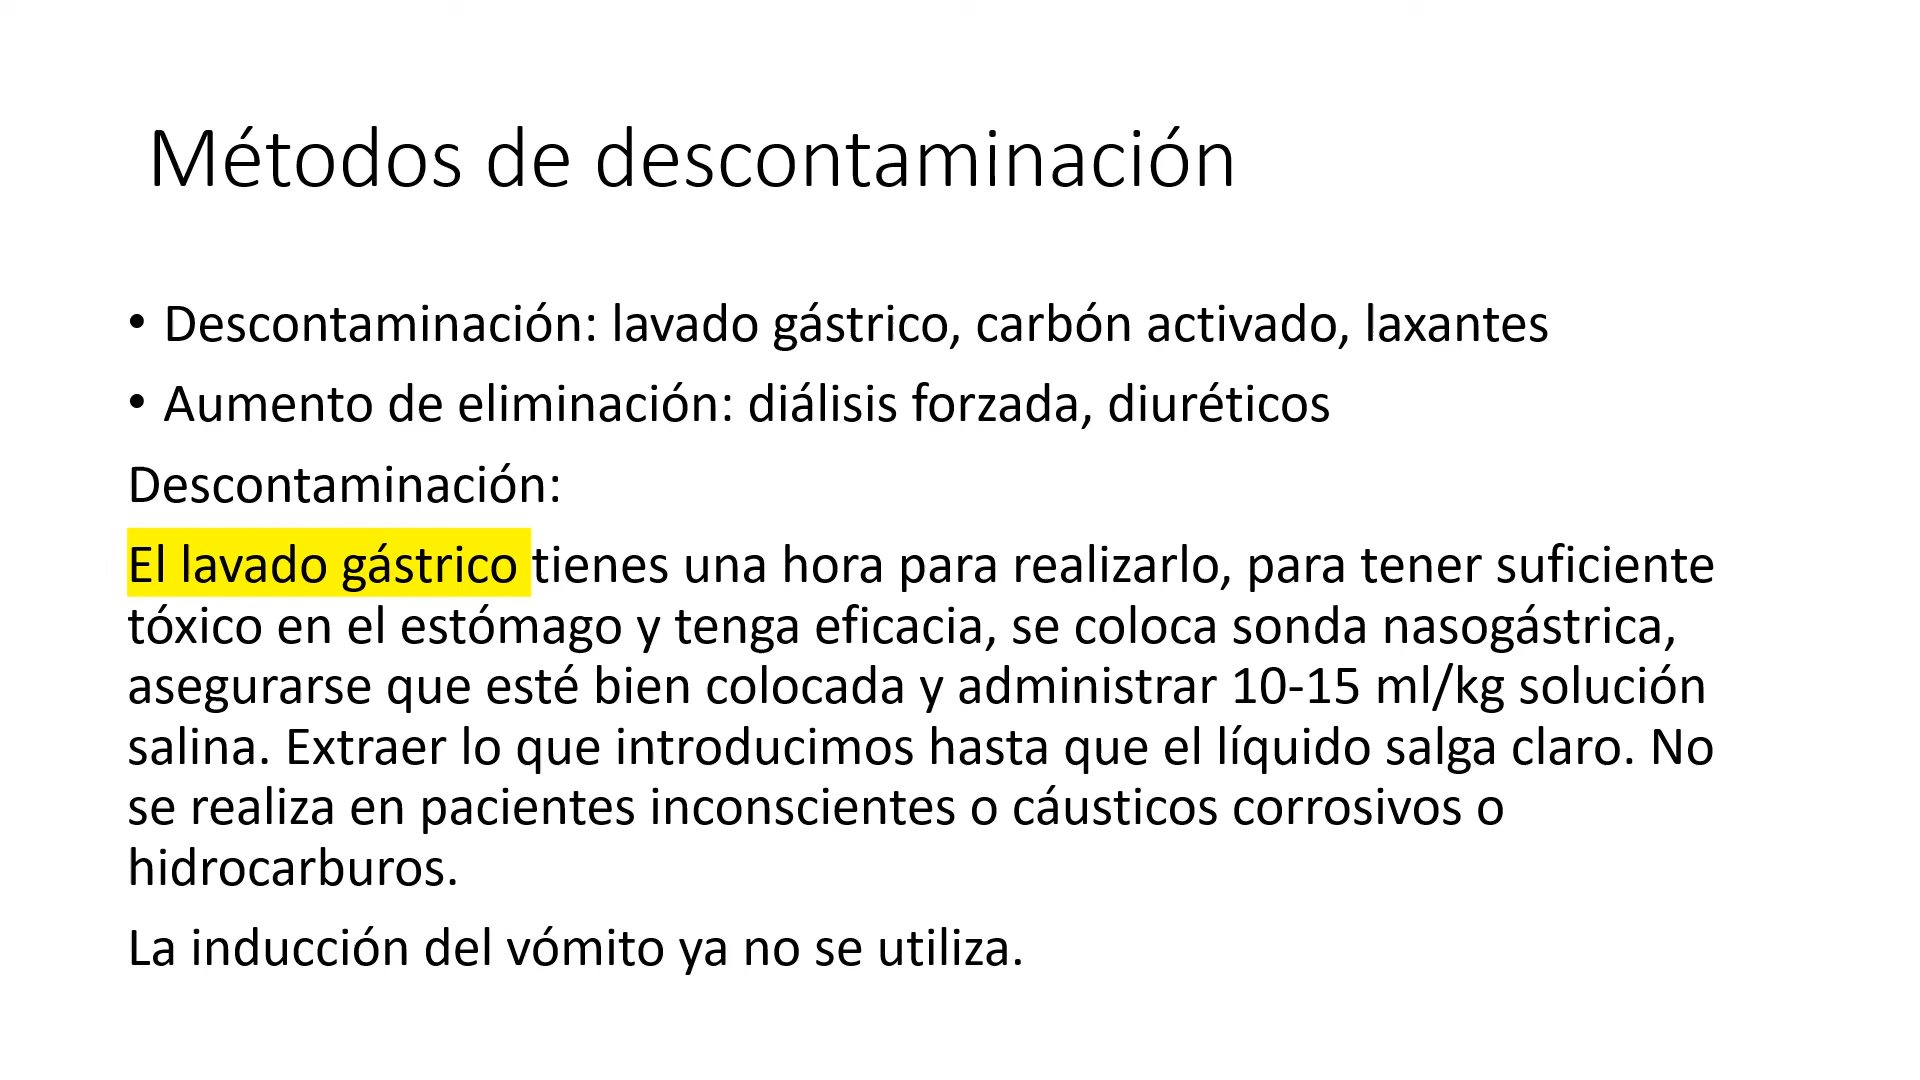 Métodos de descontaminación
• Descontaminación: lavado gástrico, carbón activado, laxantes
• Aumento de eliminación: diálisis forzada, diuréticos
Descontaminación:
El lavado gástrico tienes una hora para realizarlo, para tener suficiente
tóxico en el estómago y tenga eficacia, se coloca sonda nasogástrica,
asegurarse que esté bien colocada y administrar 10-15 ml/kg solución
salina. Extraer lo que introducimos hasta que el líquido salga claro. No
se realiza en pacientes inconscientes o cáusticos corrosivos o
hidrocarburos.
La inducción del vómito ya no se utiliza.